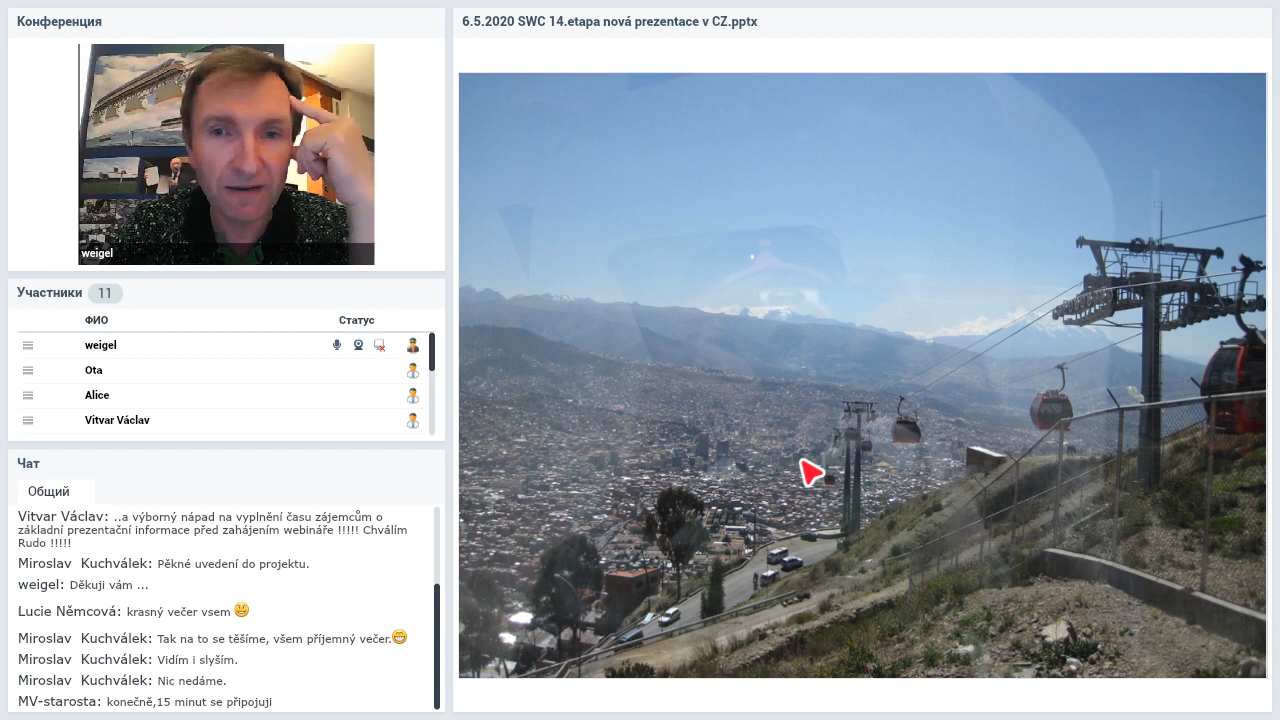 Конференция
weigel
Участники 11
ФИО Статус
weigel
Ota
Alice
Vitvar Václav
Чат
Общий
Vitvar Václav: ..a výborný nápad na vyplnění času zájemcům o
základní prezentační informace před zahájením webináře !!!!! Chválím
Rudo !!!!!
Miroslav Kuchválek: Pěkné uvedení do projektu.
weigel: Děkuji vám ...
Lucie Němcová: krasný večer vsem
Miroslav Kuchválek: Tak na to se těšíme, všem příjemný večer.
Miroslav Kuchválek: Vidím i slyším.
Miroslav Kuchválek: Nic nedáme.
MV-starosta: konečně,15 minut se připojuji
6.5.2020 SWC 14.etapa nová prezentace v CZ.pptx